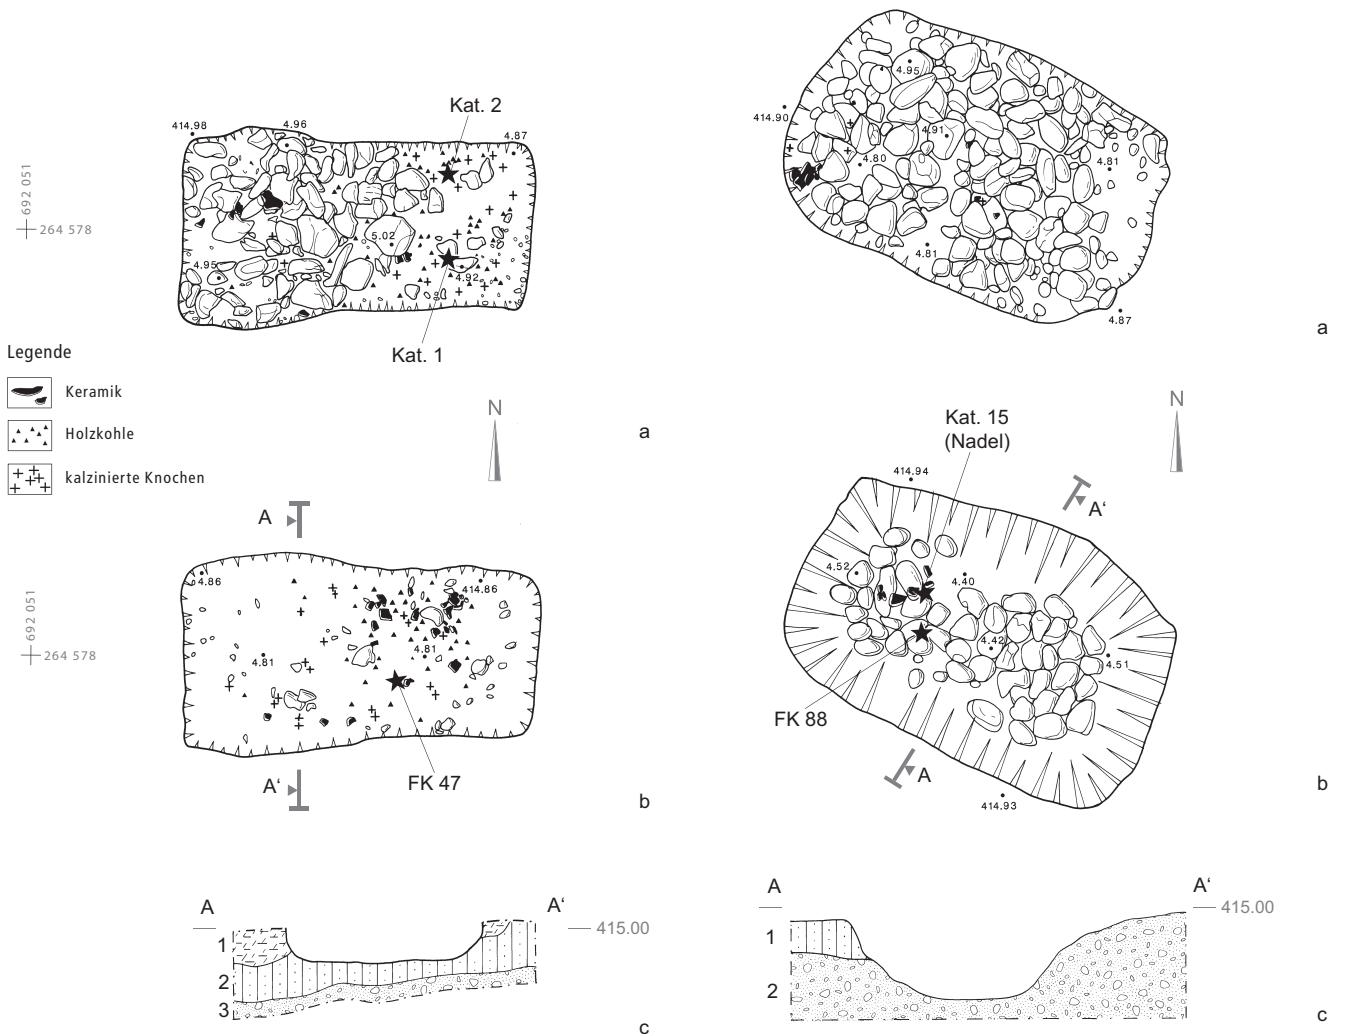 Kat. 2
414.98
4.96
4.87
692 051
264 578
5.02
4.95
4.92
Kat. 1
Legende
Keramik
Holzkohle
kalzinierte Knochen
N
a
A
4.86
414.86
692 051
264 578
4.81
4.81
A‘
FK 47
b
A
A‘
415.00
1
2
3
c
4.95
414.90
4.91
4.80
4.81
4.81
4.87
a
Kat. 15
(Nadel)
N
414.94
A‘
4.52
4.40
4.42
4.51
FK 88
A
414.93
b
A
A‘
415.00
1
2
c